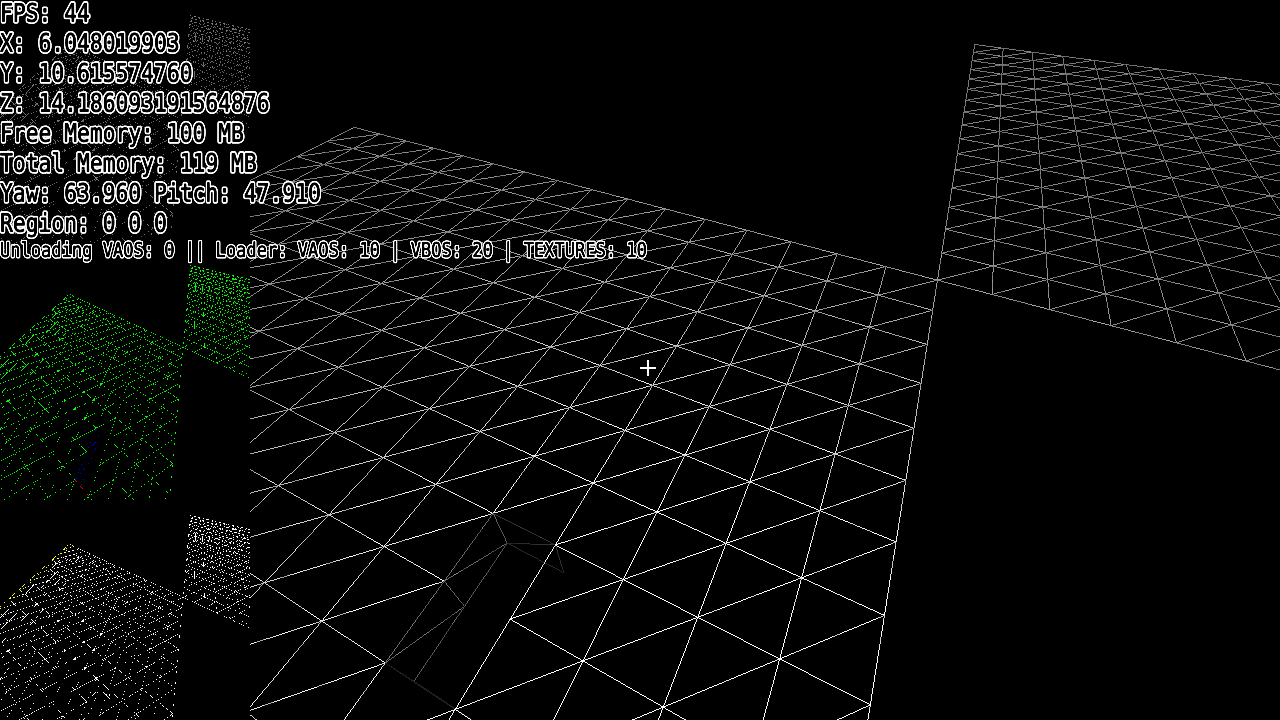 FPS: 44
X: 6.048019903
Y: 10.615574760
Z: 14.186093191564876
Free Memory: 100 MB
Total Memory: 119 MB
Yaw: 63.960 Pitch: 47.910
Region: 0 0 0
Unloading VAOS: 0 || Loader: VAOS: 10 | VBOS: 20 | TEXTURES: 10